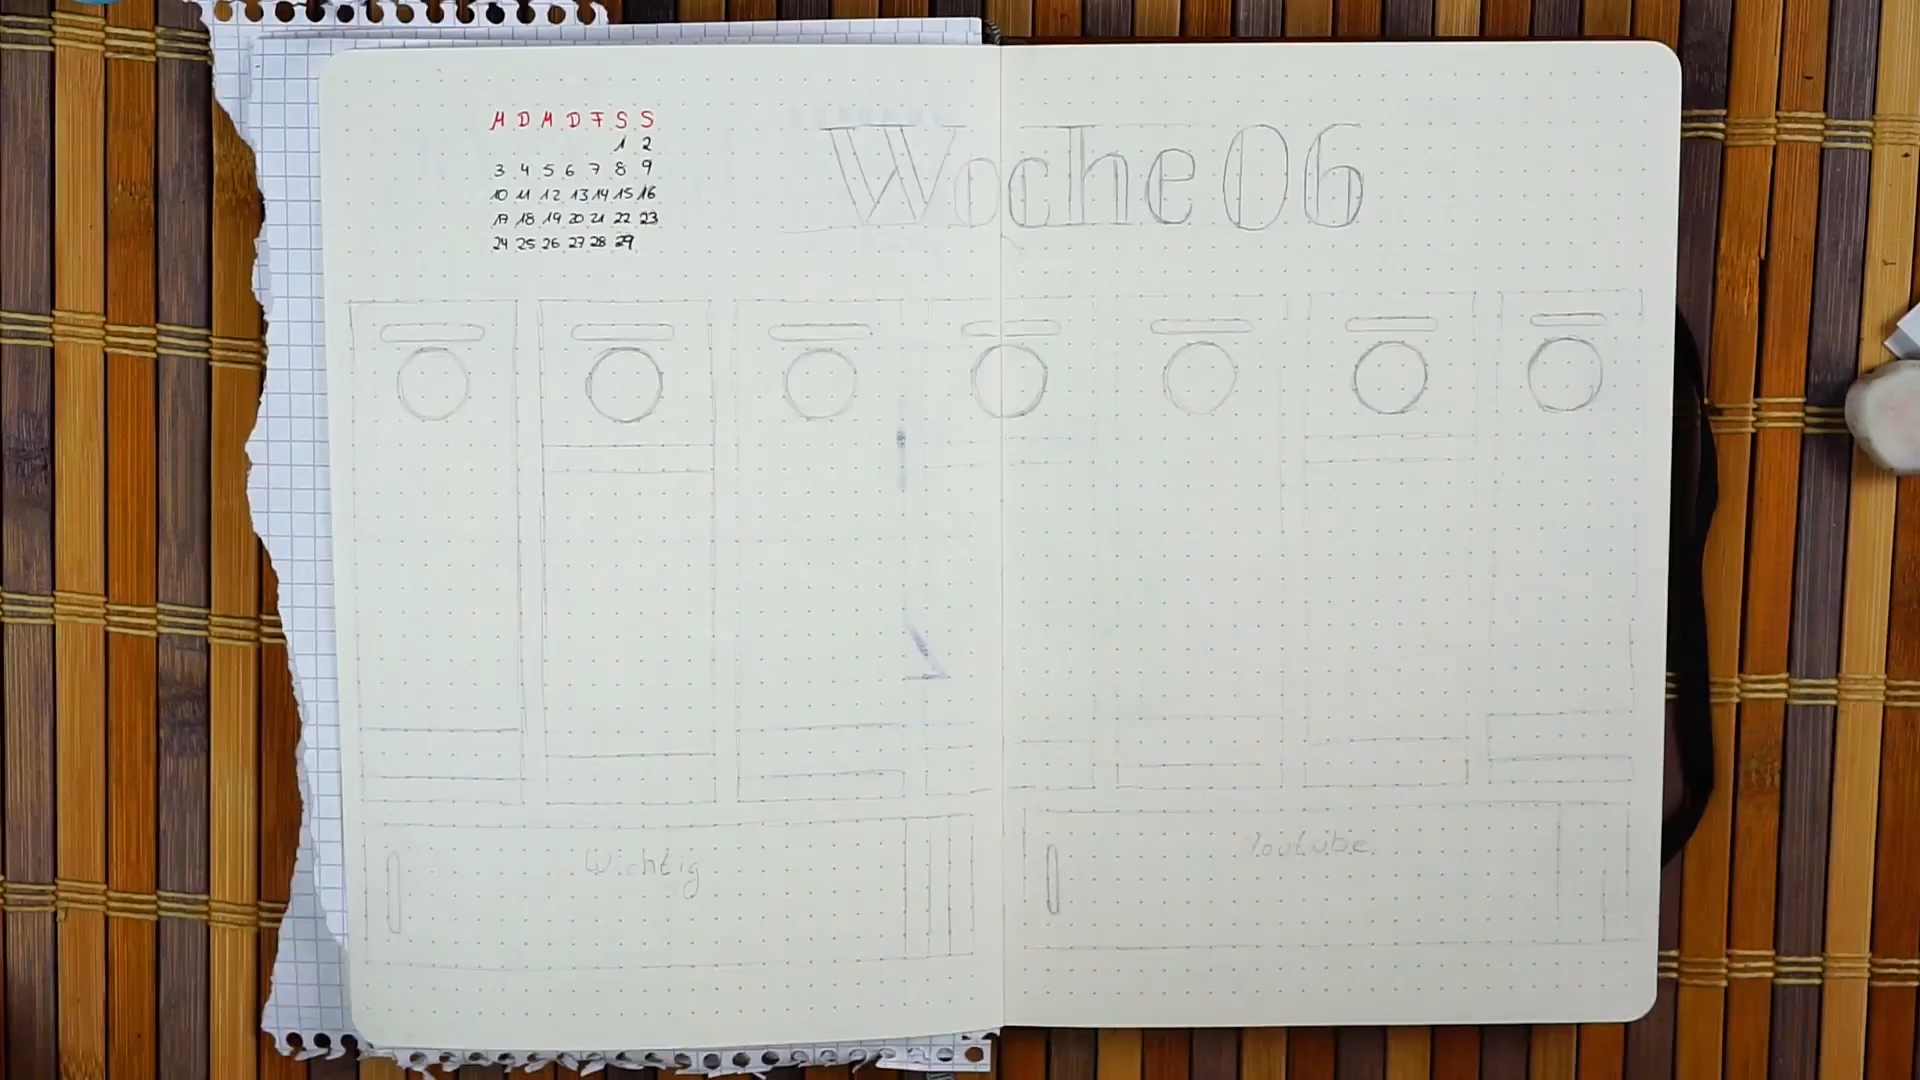 M D M D F S S
1 2
3 4 5 6 7 8 9
10 11 12 13 14 15 16
17 18 19 20 21 22 23
24 25 26 27 28 29
Woche 06
Wichtig
Youtube